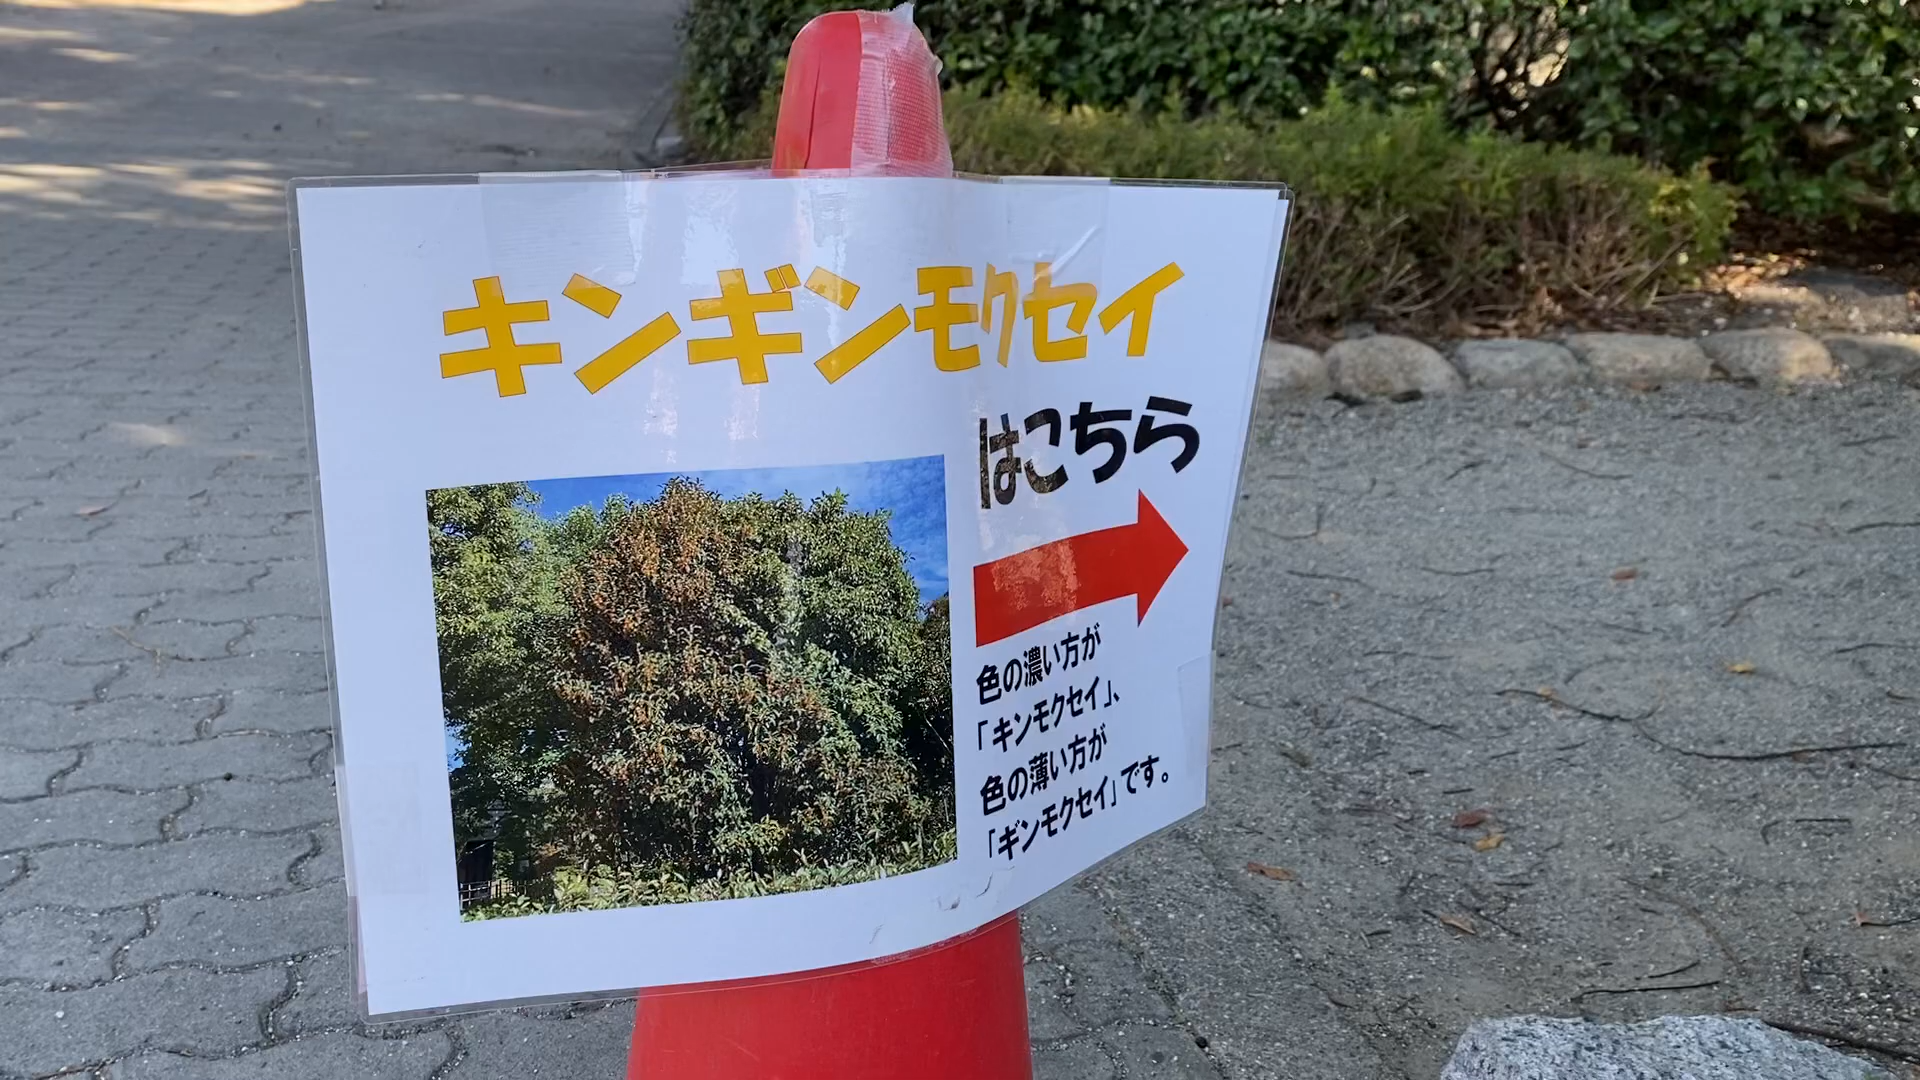 キンギンモクセイ
はこちら
色の濃い方が
「キンモクセイ」、
色の薄い方が
「ギンモクセイ」です。